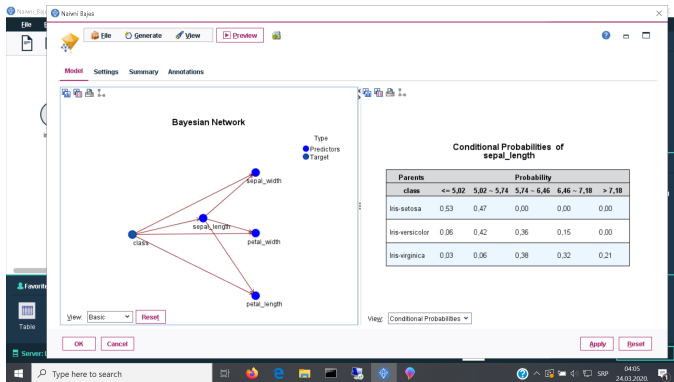 Naivni_Baj
Naivni Bajes
File
File
Generate
View
Preview
Model
Settings
Summary
Annotations
Bayesian Network
Type
Predictors
Target
sepal_width
sepal_length
class
petal_width
petal_length
View: Basic
Reset
Conditional Probabilities of
sepal_length
Parents Probability
class <= 5,02 5,02 ~ 5,74 5,74 ~ 6,46 6,46 ~ 7,18 > 7,18
Iris-setosa 0,53 0,47 0,00 0,00 0,00
Iris-versicolor 0,06 0,42 0,36 0,15 0,00
Iris-virginica 0,03 0,06 0,38 0,32 0,21
View: Conditional Probabilities
OK
Cancel
Apply
Reset
Favorit
Table
Server:
Type here to search
SRP
04:05
24.03.2020.